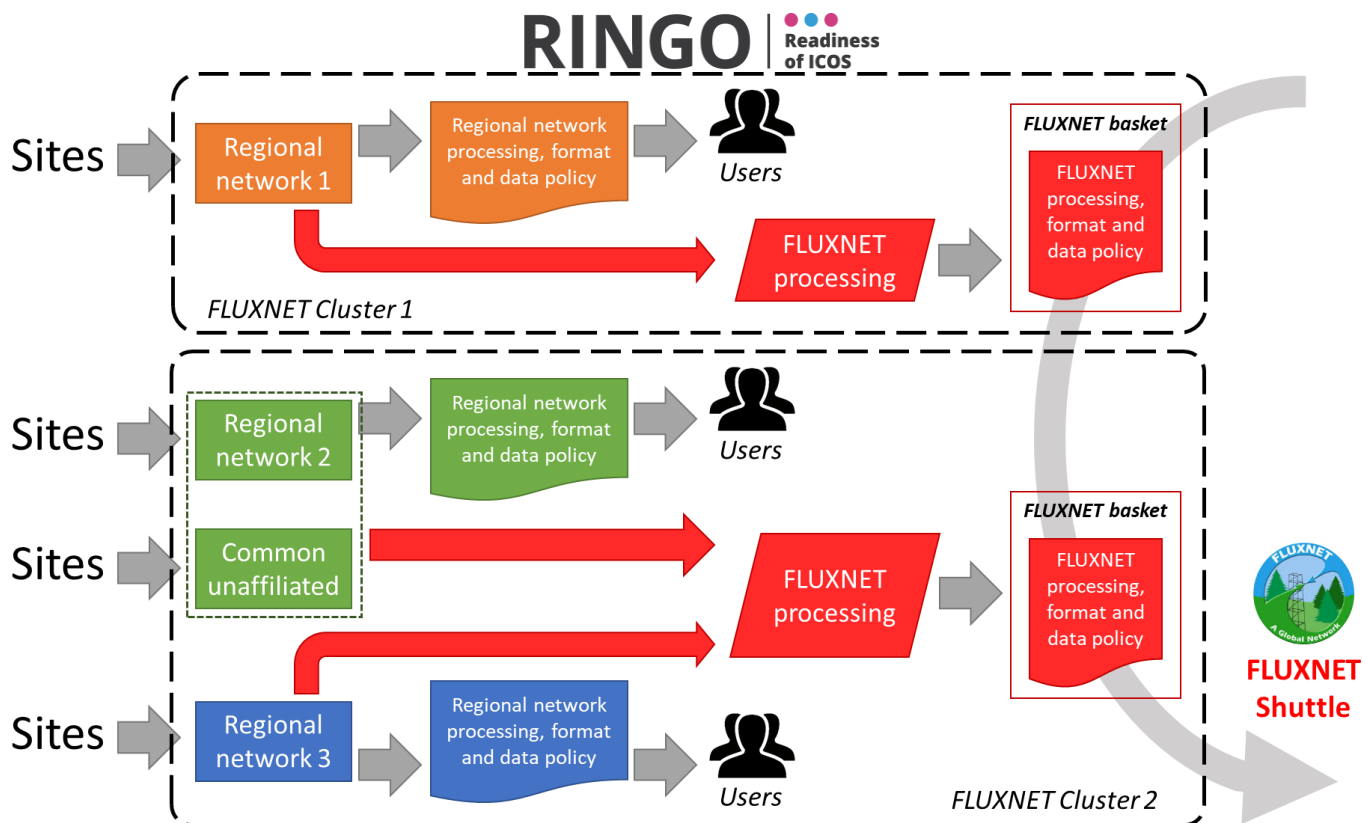 RINGO
Readiness
of ICOS
Sites
Regional
network 1
Regional network
processing, format
and data policy
Users
FLUXNET basket
FLUXNET
processing,
format and
data policy
FLUXNET
processing
FLUXNET Cluster 1
Sites
Regional
network 2
Regional network
processing, format
and data policy
Users
Sites
Common
unaffiliated
FLUXNET
processing
FLUXNET basket
FLUXNET
processing,
format and
data policy
FLUXNET
A Global Network
FLUXNET
Shuttle
Sites
Regional
network 3
Regional network
processing, format
and data policy
Users
FLUXNET Cluster 2